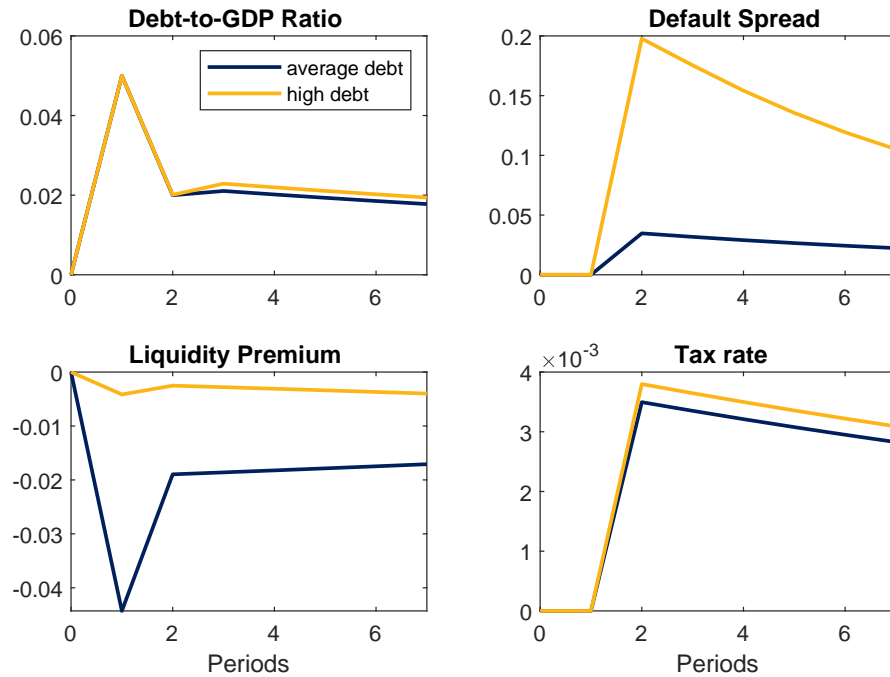 Debt-to-GDP Ratio
0.06
0.04
0.02
0
0 2 4 6
average debt
high debt
Default Spread
0.2
0.15
0.1
0.05
0
0 2 4 6
Liquidity Premium
0
-0.01
-0.02
-0.03
-0.04
0 2 4 6
Periods
Tax rate
×10⁻³
4
3
2
1
0
0 2 4 6
Periods